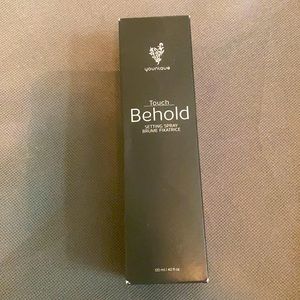 younique
Touch
Behold
SETTING SPRAY
BRUME FIXATRICE